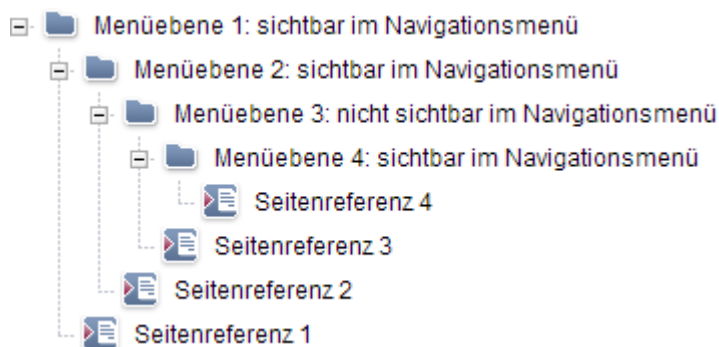 Menüebene 1: sichtbar im Navigationsmenü
Menüebene 2: sichtbar im Navigationsmenü
Menüebene 3: nicht sichtbar im Navigationsmenü
Menüebene 4: sichtbar im Navigationsmenü
Seitenreferenz 4
Seitenreferenz 3
Seitenreferenz 2
Seitenreferenz 1